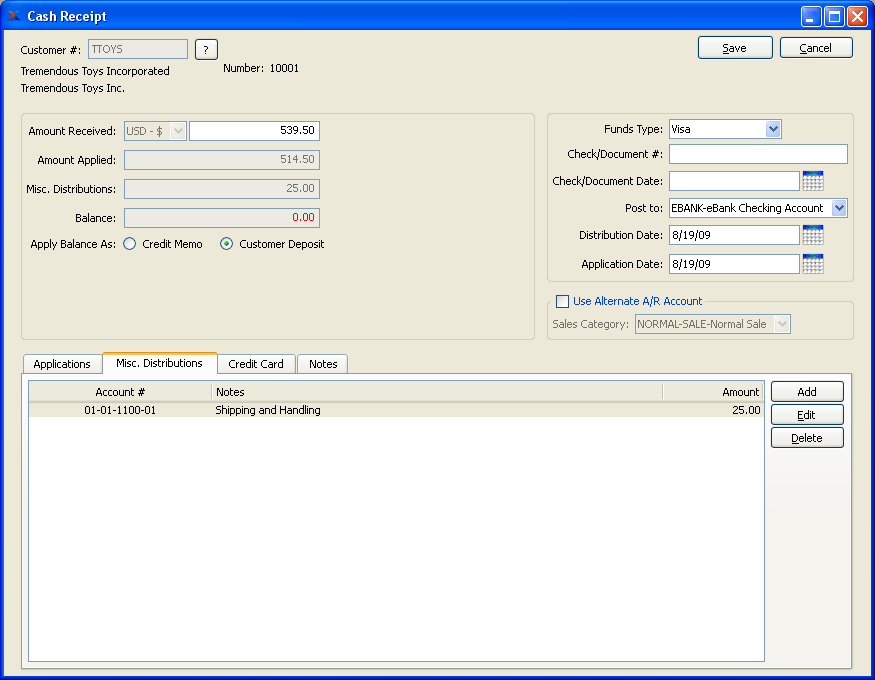 Cash Receipt
Customer #: TTOYS ?
Save Cancel
Number: 10001
Tremendous Toys Incorporated
Tremendous Toys Inc.
Amount Received: USD - $ 539.50
Amount Applied: 514.50
Misc. Distributions: 25.00
Balance: 0.00
Apply Balance As: Credit Memo Customer Deposit
Funds Type: Visa
Check/Document #:
Check/Document Date:
Post to: EBANK-eBank Checking Account
Distribution Date: 8/19/09
Application Date: 8/19/09
Use Alternate A/R Account
Sales Category: NORMAL-SALE-Normal Sale
Applications Misc. Distributions Credit Card Notes
Account # Notes Amount
01-01-1100-01 Shipping and Handling 25.00
Add
Edit
Delete